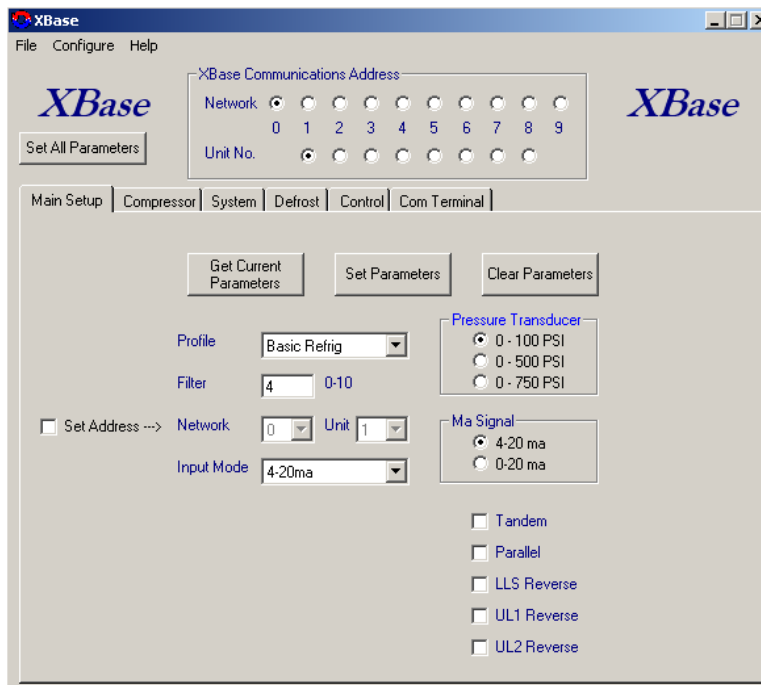 XBase
File Configure Help
XBase Communications Address
XBase
Network
XBase
0 1 2 3 4 5 6 7 8 9
Set All Parameters
Unit No.
Main Setup Compressor System Defrost Control Com Terminal
Get Current Parameters
Set Parameters
Clear Parameters
Pressure Transducer
Profile Basic Refrig
0 - 100 PSI
0 - 500 PSI
Filter 4 0-10
0 - 750 PSI
Set Address ---> Network 0 Unit 1
Ma Signal
4-20 ma
Input Mode 4-20ma
0-20 ma
Tandem
Parallel
LLS Reverse
UL1 Reverse
UL2 Reverse